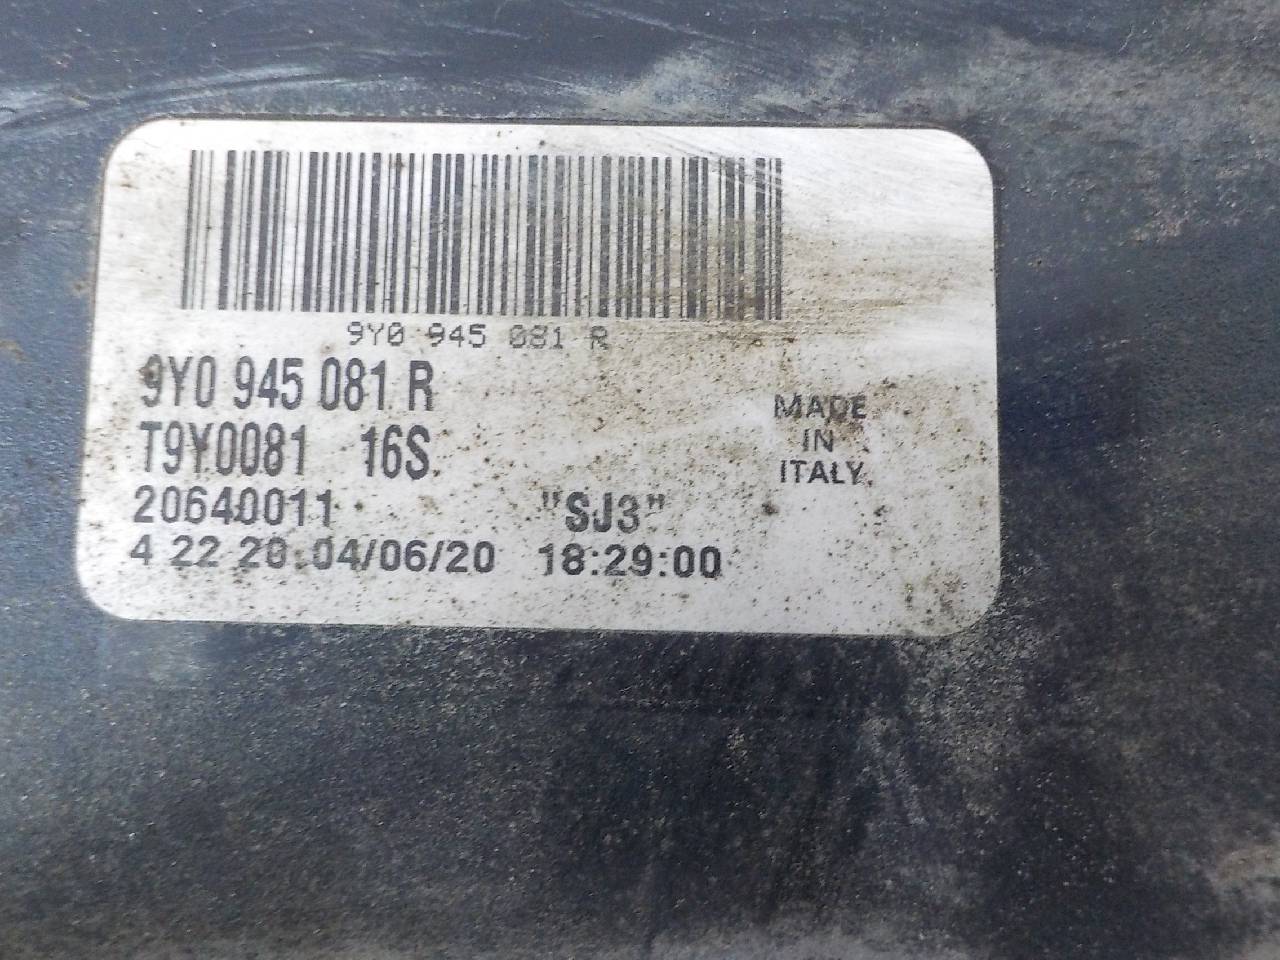 9Y0 945 081 R
9Y0 945 081 R
T9Y0081 16S
20640011 "SJ3"
4 22 20 04/06/20 18:29:00
MADE
IN
ITALY